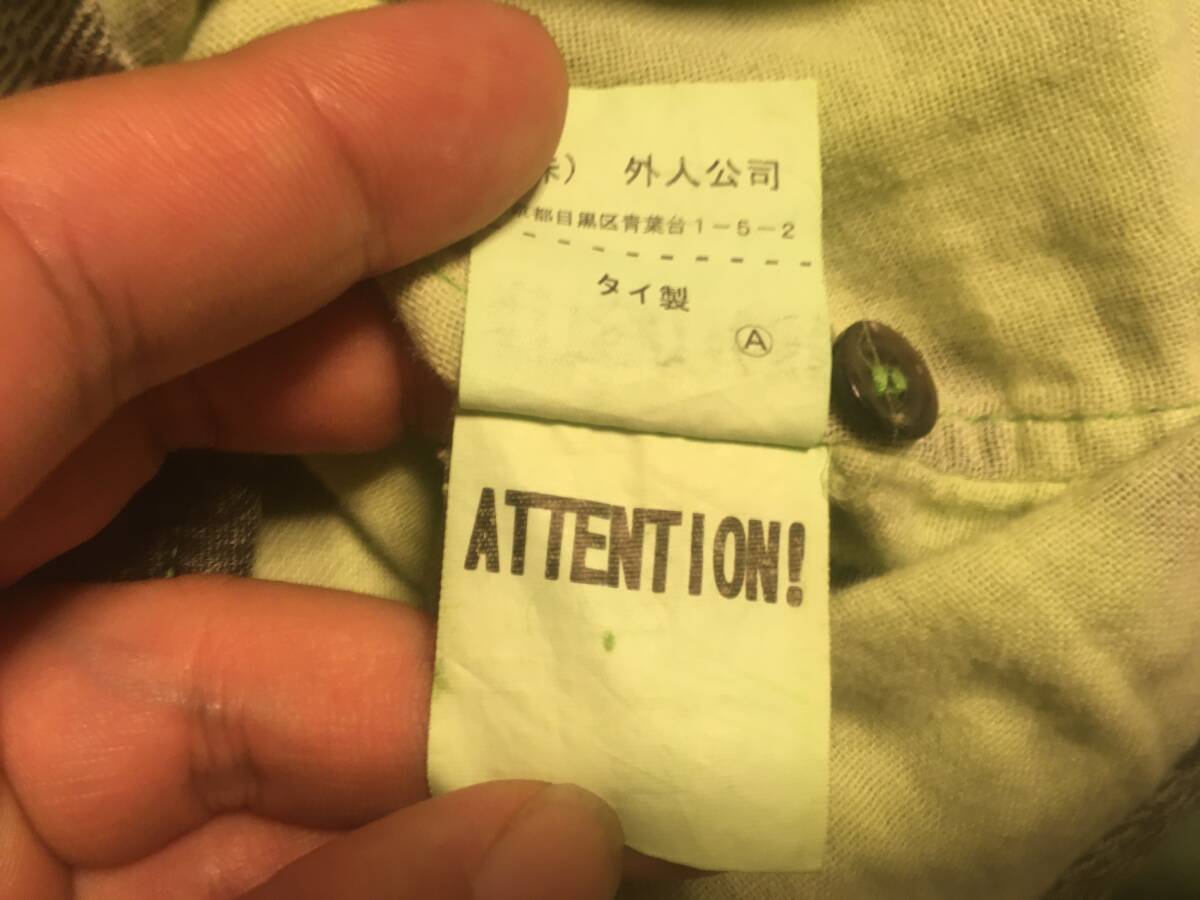 株） 外人公司
京都目黒区青葉台1－5－2
タイ製
Ⓐ
ATTENTION!